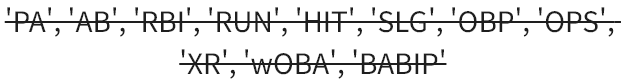 'PA', 'AB', 'RBI', 'RUN', 'HIT', 'SLG', 'OBP', 'OPS',
'XR', 'wOBA', 'BABIP'